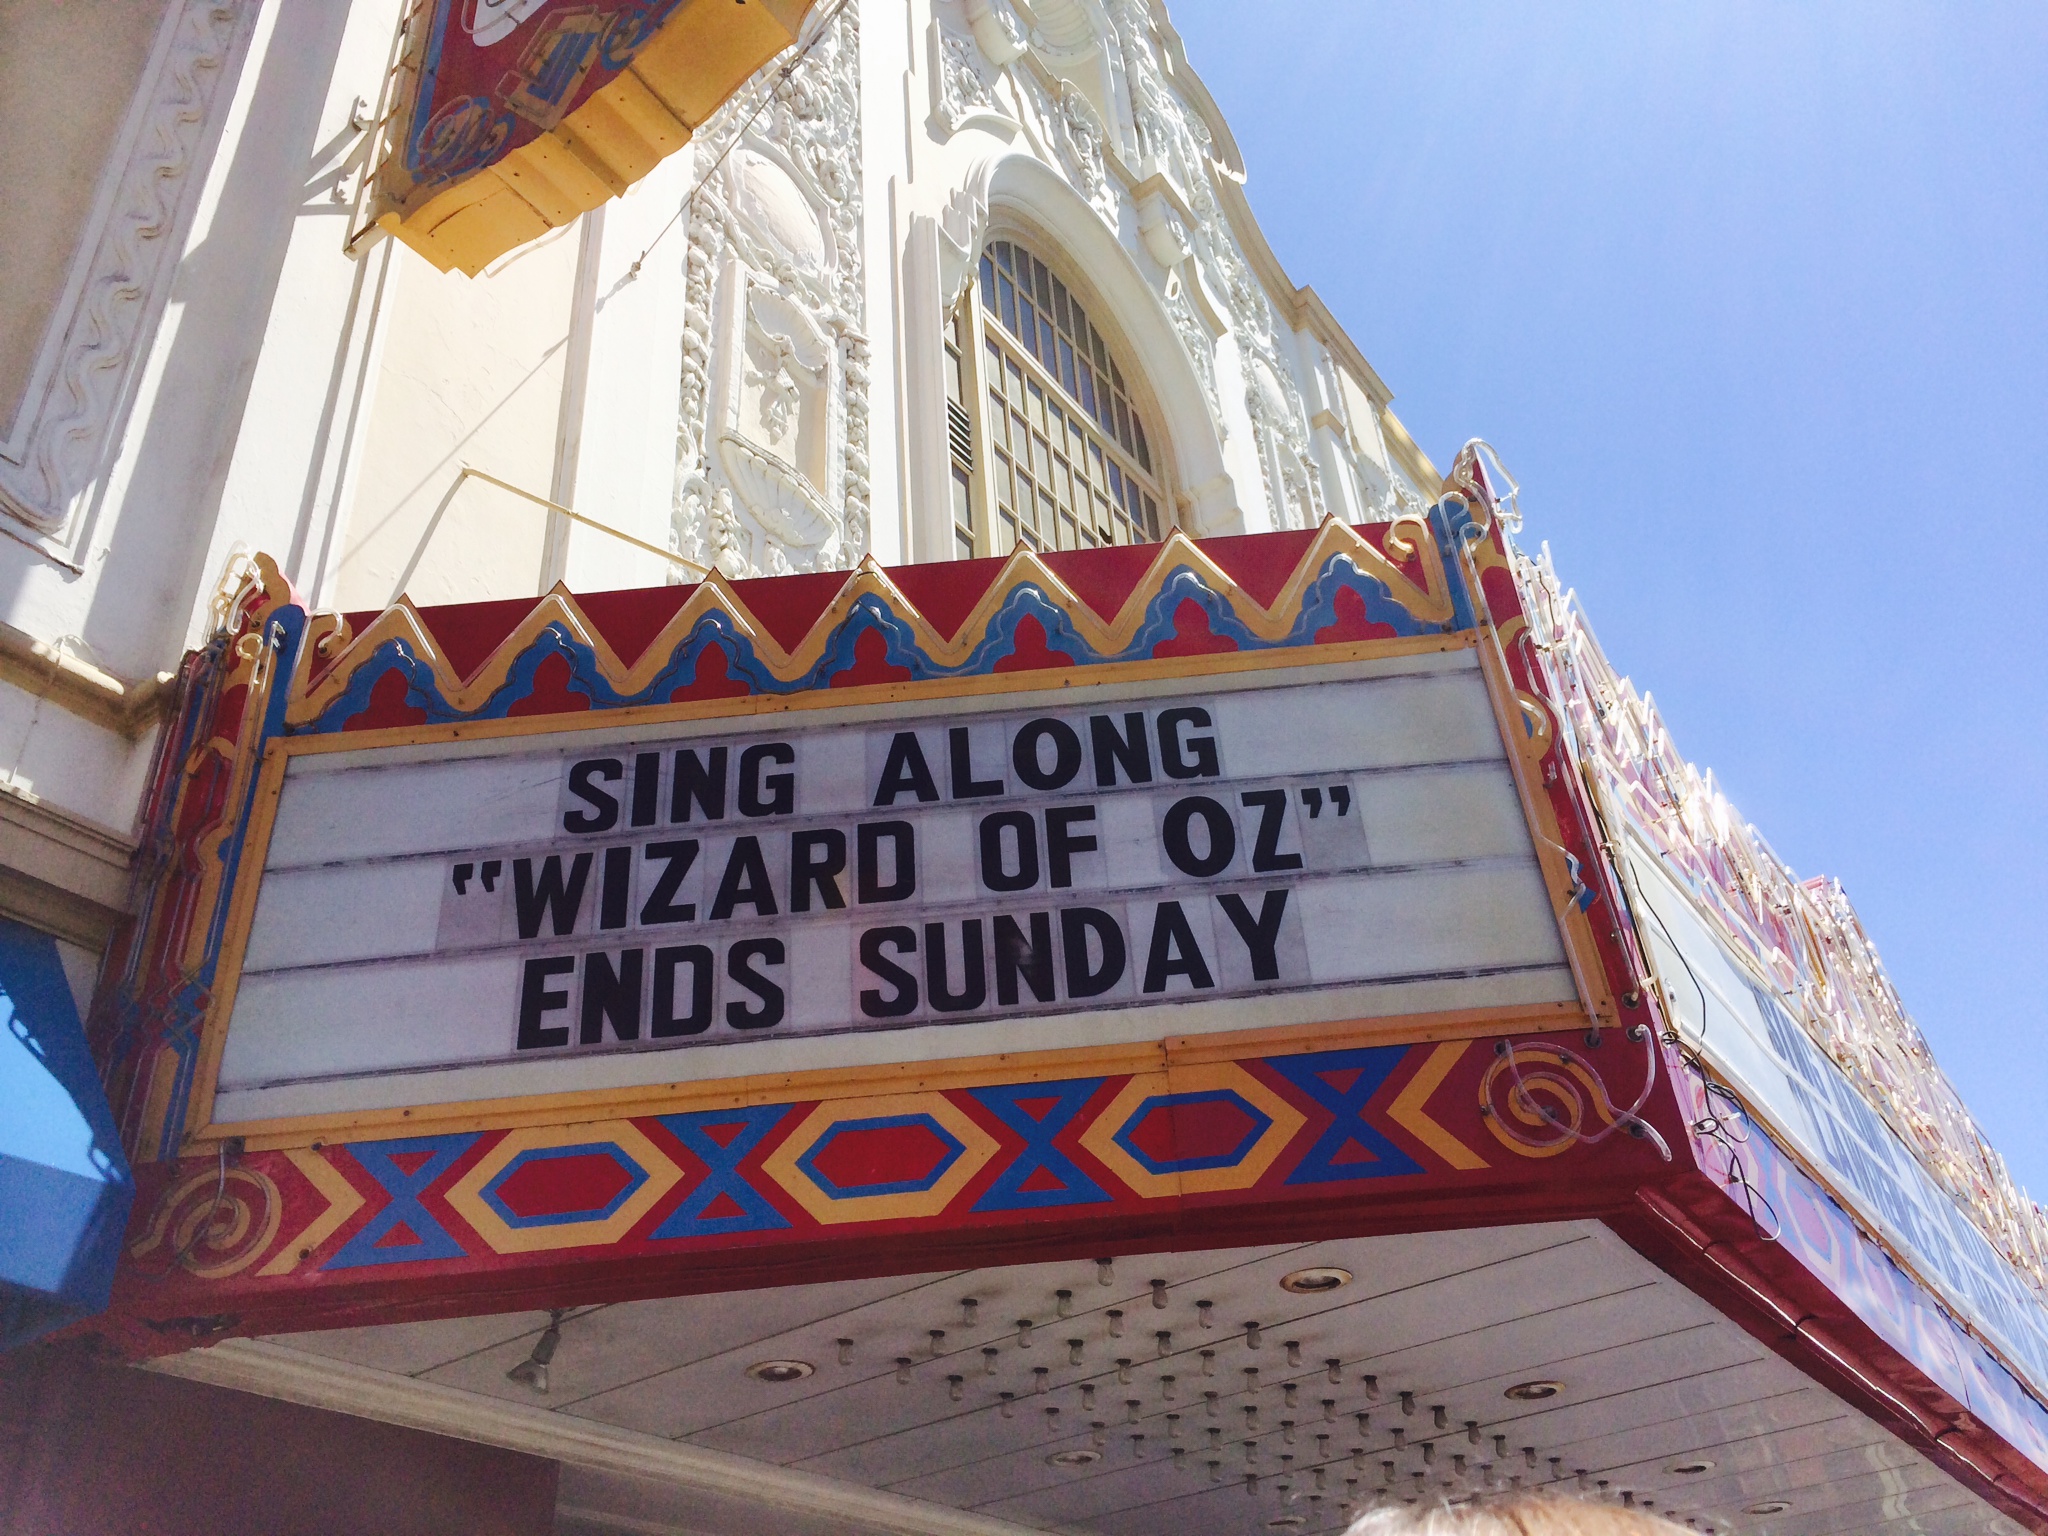 SING ALONG
"WIZARD OF OZ"
ENDS SUNDAY